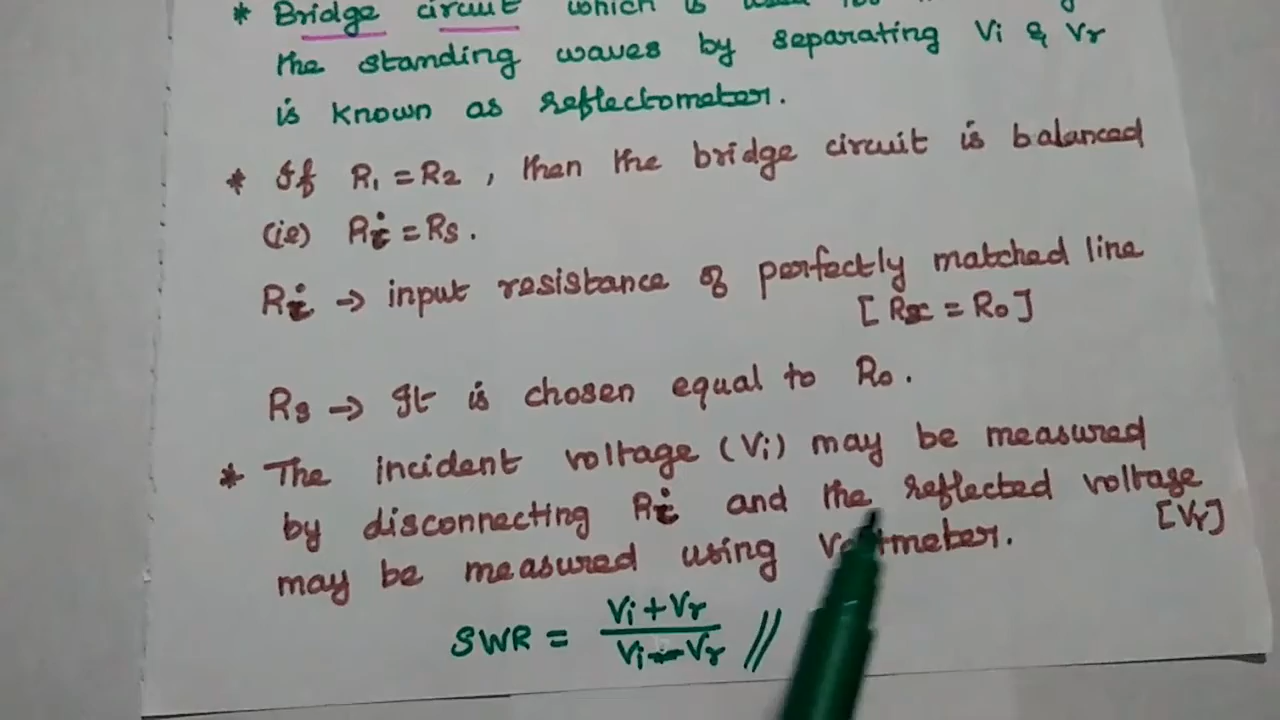 * Bridge circuit which is used
the standing waves by separating Vi & Vr
is known as reflectometer.
* If R1 = R2, then the bridge circuit is balanced
(ie) Ri = Rs.
Ri → input resistance of perfectly matched line
[Rx = Ro]
Rs → It is chosen equal to Ro.
* The incident voltage (Vi) may be measured
by disconnecting Ri and the reflected voltage
[Vr]
may be measured using Voltmeter.
SWR = Vi + Vr / Vi - Vr //